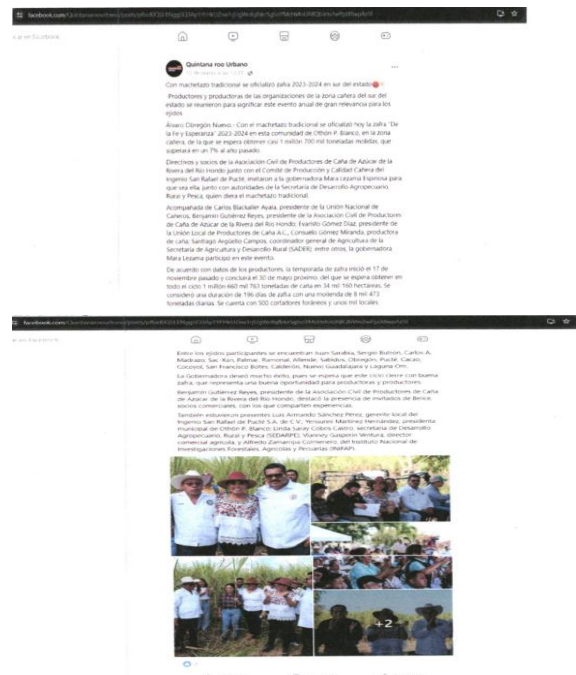 facebook.com
Quintana roo Urbano
Con machetazo tradicional se oficializó zafra 2023-2024 en sur del estado
-Productores y productoras de las organizaciones de la zona cañera del sur del
estado se reunieron para significar este evento anual de gran relevancia para los
ejidos
Álvaro Obregón Nuevo.- Con el machetazo tradicional se oficializó hoy la zafra "De
la Fe y Esperanza" 2023-2024 en esta comunidad de Othón P. Blanco, en la zona
cañera, de la que se espera obtener casi 1 millón 700 mil toneladas molidas, que
superará en un 7% al año pasado.
Directivos y socios de la Asociación Civil de Productores de Caña de Azúcar de la
Rivera del Río Hondo junto con el Comité de Producción y Calidad Cañera del
Ingenio San Rafael de Pucté, invitaron a la gobernadora Mara Lezama Espinosa para
que sea ella, junto con autoridades de la Secretaría de Desarrollo Agropecuario,
Rural y Pesca, quien diera el machetazo tradicional.
Acompañada de Carlos Blackaller Ayala, presidente de la Unión Nacional de
Cañeros, Benjamín Gutiérrez Reyes, presidente de la Asociación Civil de Productores
de Caña de Azúcar de la Rivera del Río Hondo; Evaristo Gómez Díaz, presidente de
la Unión Local de Productores de Caña A.C., Consuelo Gómez Miranda, productora
de caña; Santiago Argüello Campos, coordinador general de Agricultura de la
Secretaría de Agricultura y Desarrollo Rural (SADER), entre otros, la gobernadora
Mara Lezama participó en este evento.
De acuerdo con datos de los productores, la temporada de zafra inició el 17 de
noviembre pasado y concluirá el 30 de mayo próximo, del que se espera obtener en
todo el ciclo 1 millón 660 mil 763 toneladas de caña en 34 mil 160 hectáreas. Se
consideró una duración de 196 días de zafra con una molienda de 8 mil 473
toneladas diarias. Se cuenta con 500 cortadores foráneos y unos mil locales.
facebook.com
Entre los ejidos participantes se encuentran Juan Sarabia, Sergio Butrón, Carlos A.
Madrazo, Sac-Xan, Palmar, Ramonal, Allende, Sabidos, Obregón, Pucté, Cacao,
Cocoyol, San Francisco Botes, Calderón, Nuevo Guadalajara y Laguna Om.
La Gobernadora deseó mucho éxito, pues se espera que este ciclo cierre con buena
zafra, que representa una buena oportunidad para productoras y productores.
Benjamín Gutiérrez Reyes, presidente de la Asociación Civil de Productores de Caña
de Azúcar de la Rivera del Río Hondo, destacó la presencia de invitados de Belice,
socios comerciales, con los que comparten experiencias.
También estuvieron presentes Luis Armando Sánchez Pérez, gerente local del
Ingenio San Rafael de Pucté S.A. de C.V., Yensunni Martínez Hernández, presidenta
municipal de Othón P. Blanco; Linda Saray Cobos Castro, secretaria de Desarrollo
Agropecuario, Rural y Pesca (SEDARPE); Vianney Gasperin Ventura, director
comercial agrícola, y Alfredo Zamarripa Colmenero, del Instituto Nacional de
Investigaciones Forestales, Agrícolas y Pecuarias (INIFAP).
+2